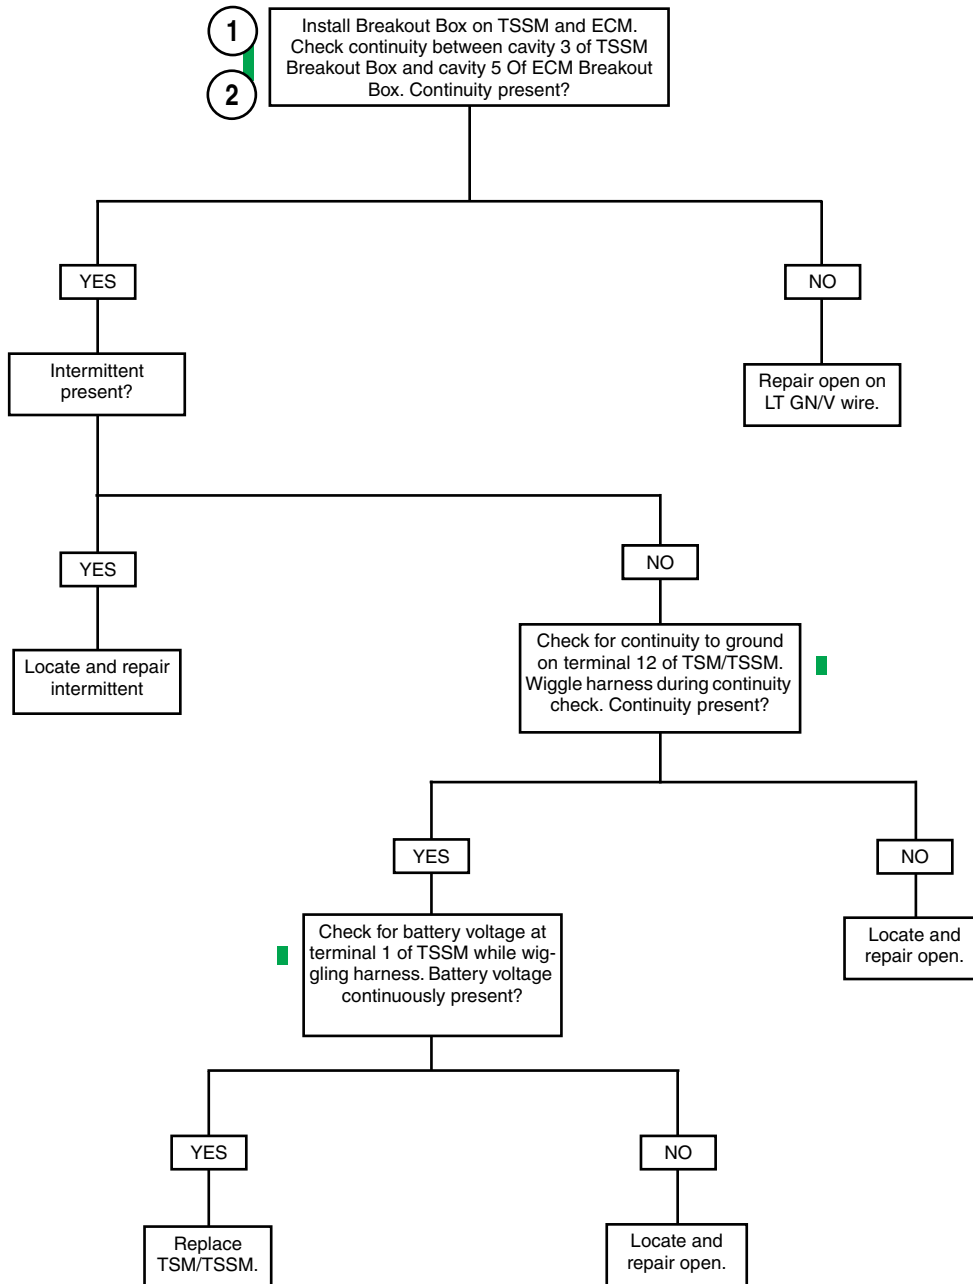 1
2
Install Breakout Box on TSSM and ECM.
Check continuity between cavity 3 of TSSM
Breakout Box and cavity 5 Of ECM Breakout
Box. Continuity present?
YES
NO
Intermittent
present?
Repair open on
LT GN/V wire.
YES
NO
Locate and repair
intermittent
Check for continuity to ground
on terminal 12 of TSM/TSSM.
Wiggle harness during continuity
check. Continuity present?
YES
NO
Check for battery voltage at
terminal 1 of TSSM while wig-
gling harness. Battery voltage
continuously present?
Locate and
repair open.
YES
NO
Replace
TSM/TSSM.
Locate and
repair open.